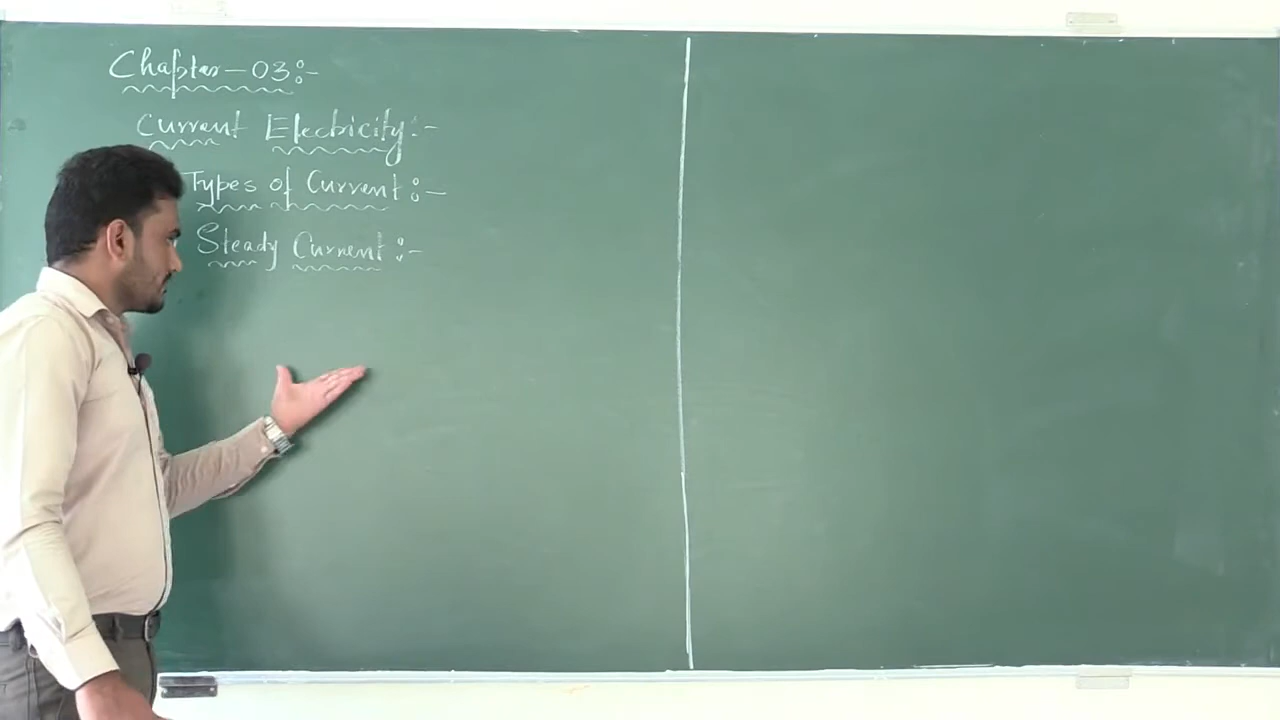 Chapter-03:-
Current Electricity:-
Types of Current:-
Steady Current:-